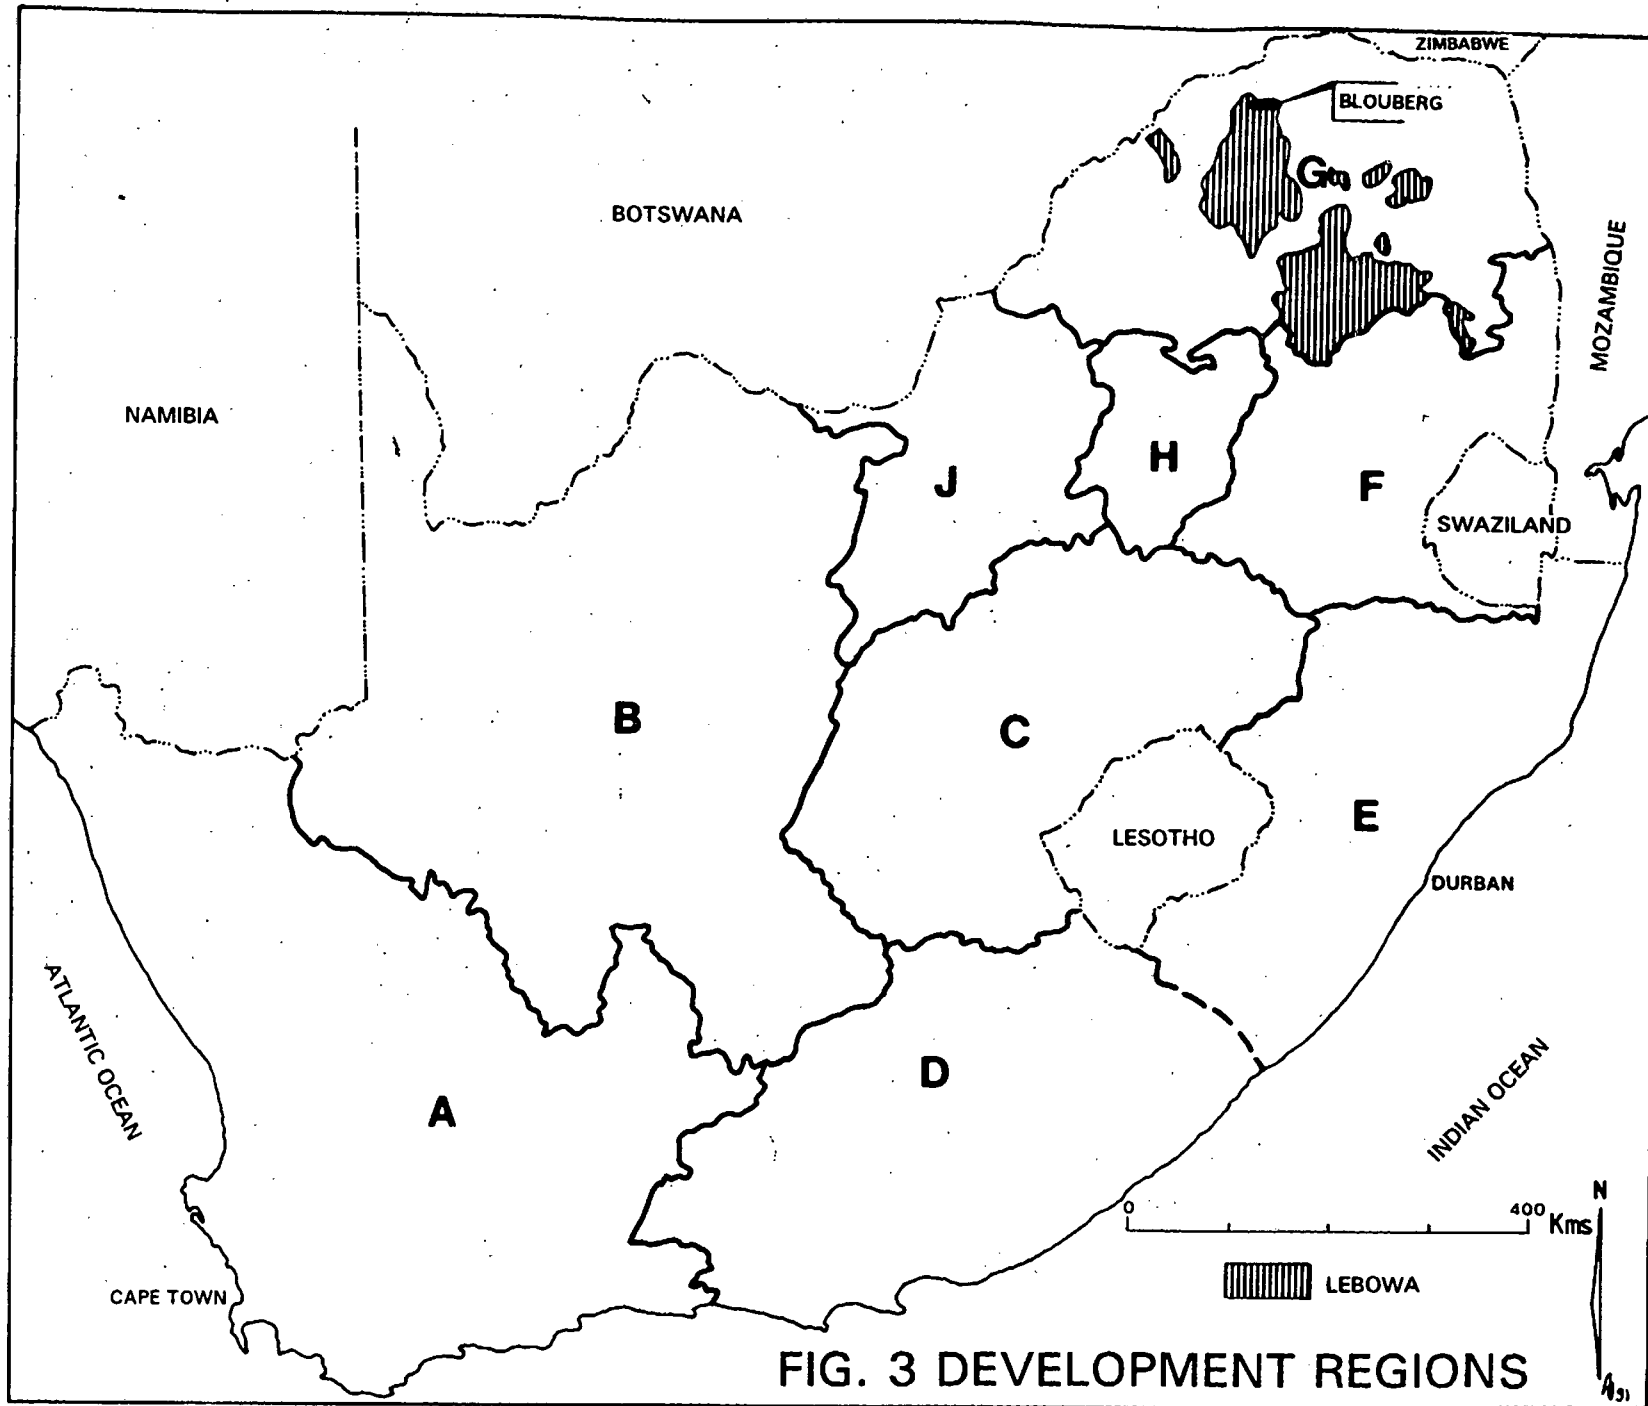 ZIMBABWE
BLOUBERG
G
BOTSWANA
MOZAMBIQUE
NAMIBIA
J
H
F
SWAZILAND
B
C
E
LESOTHO
DURBAN
ATLANTIC OCEAN
A
D
INDIAN OCEAN
N
0 400 Kms
LEBOWA
CAPE TOWN
FIG. 3 DEVELOPMENT REGIONS